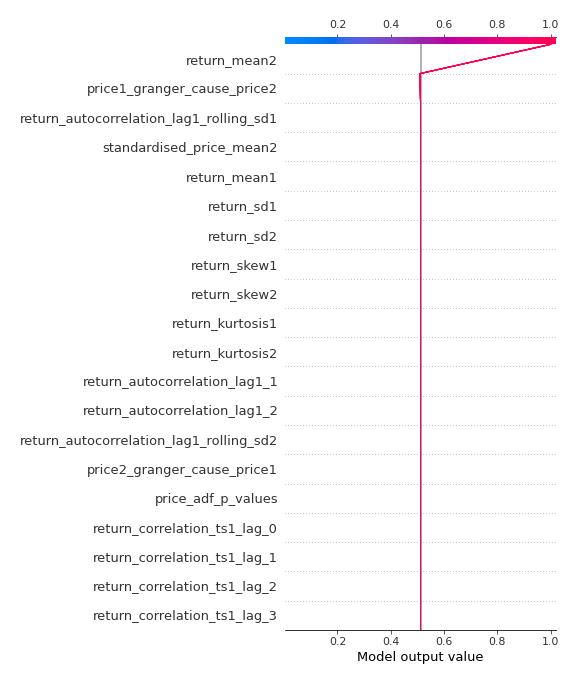 0.2 0.4 0.6 0.8 1.0
return_mean2
price1_granger_cause_price2
return_autocorrelation_lag1_rolling_sd1
standardised_price_mean2
return_mean1
return_sd1
return_sd2
return_skew1
return_skew2
return_kurtosis1
return_kurtosis2
return_autocorrelation_lag1_1
return_autocorrelation_lag1_2
return_autocorrelation_lag1_rolling_sd2
price2_granger_cause_price1
price_adf_p_values
return_correlation_ts1_lag_0
return_correlation_ts1_lag_1
return_correlation_ts1_lag_2
return_correlation_ts1_lag_3
0.2 0.4 0.6 0.8 1.0
Model output value